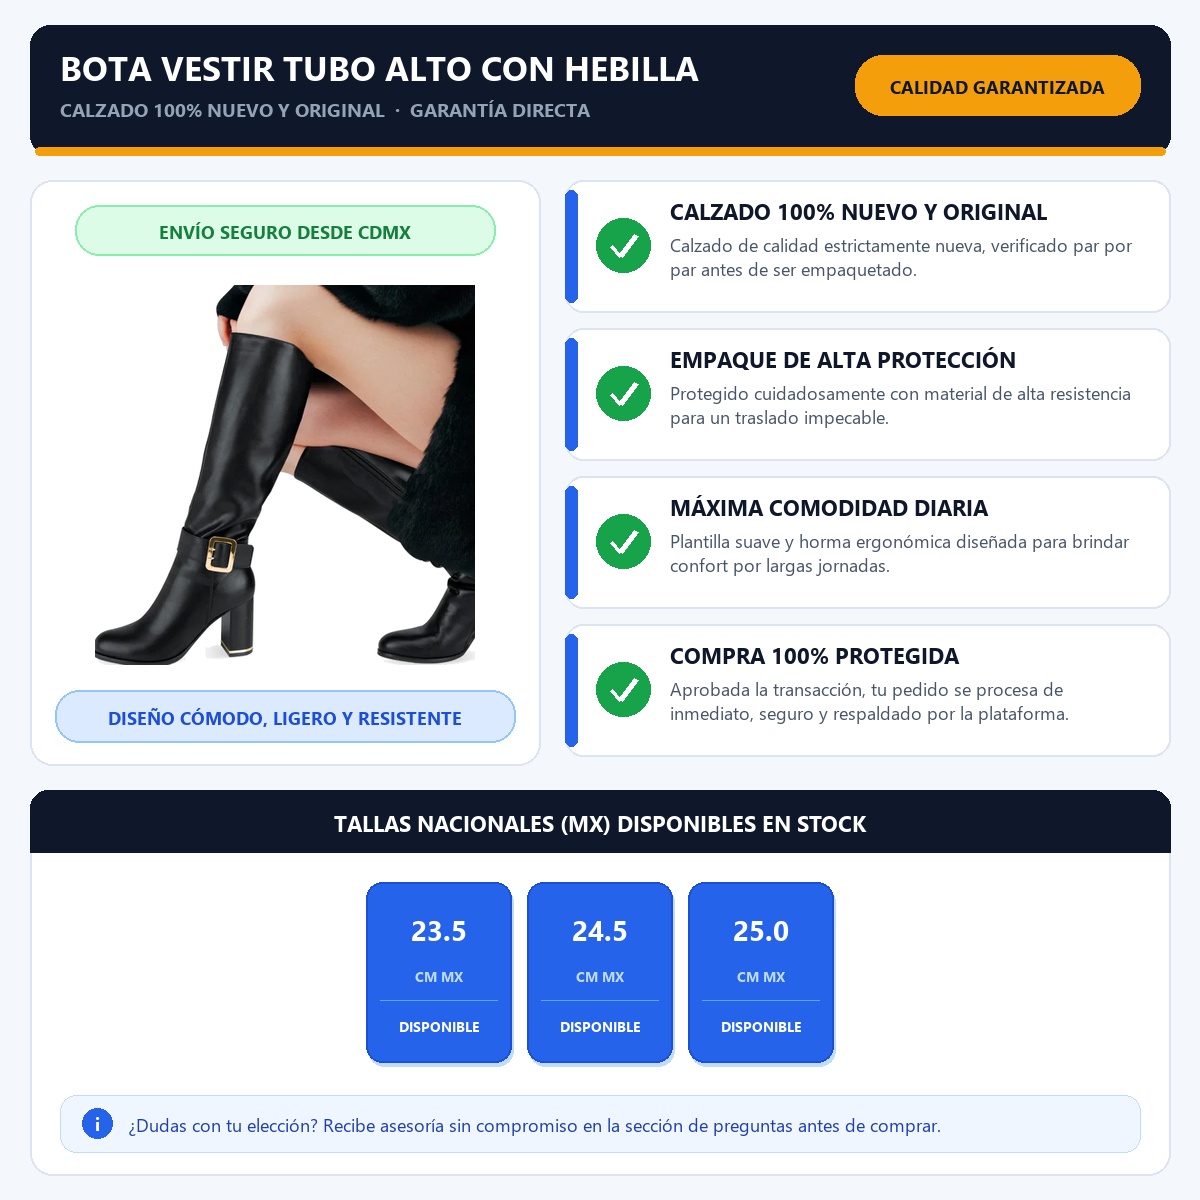 BOTA VESTIR TUBO ALTO CON HEBILLA
CALZADO 100% NUEVO Y ORIGINAL · GARANTÍA DIRECTA
CALIDAD GARANTIZADA
ENVÍO SEGURO DESDE CDMX
DISEÑO CÓMODO, LIGERO Y RESISTENTE
CALZADO 100% NUEVO Y ORIGINAL
Calzado de calidad estrictamente nueva, verificado par por
par antes de ser empaquetado.
EMPAQUE DE ALTA PROTECCIÓN
Protegido cuidadosamente con material de alta resistencia
para un traslado impecable.
MÁXIMA COMODIDAD DIARIA
Plantilla suave y horma ergonómica diseñada para brindar
confort por largas jornadas.
COMPRA 100% PROTEGIDA
Aprobada la transacción, tu pedido se procesa de
inmediato, seguro y respaldado por la plataforma.
TALLAS NACIONALES (MX) DISPONIBLES EN STOCK
23.5
CM MX
DISPONIBLE
24.5
CM MX
DISPONIBLE
25.0
CM MX
DISPONIBLE
¿Dudas con tu elección? Recibe asesoría sin compromiso en la sección de preguntas antes de comprar.